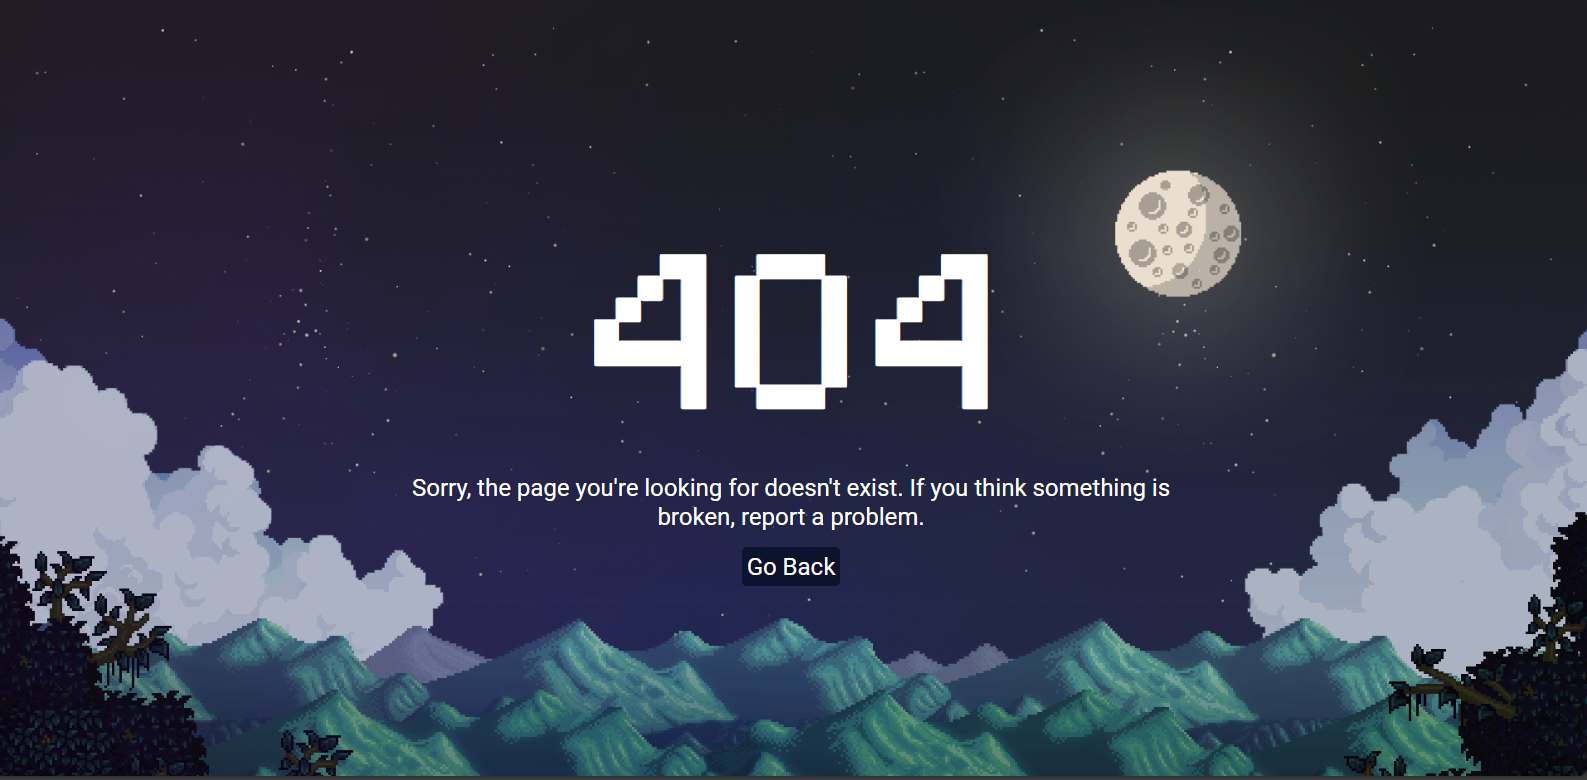 404
Sorry, the page you're looking for doesn't exist. If you think something is
broken, report a problem.
Go Back